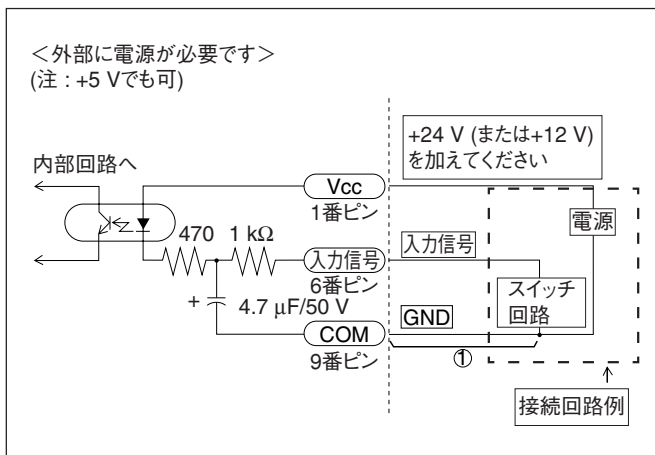 ＜外部に電源が必要です＞
(注 : +5 Vでも可)
+24 V (または+12 V)
を加えてください
内部回路へ
Vcc
1番ピン
電源
470
1 kΩ
入力信号
6番ピン
入力信号
スイッチ
回路
+
4.7 μF/50 V
GND
COM
9番ピン
①
接続回路例